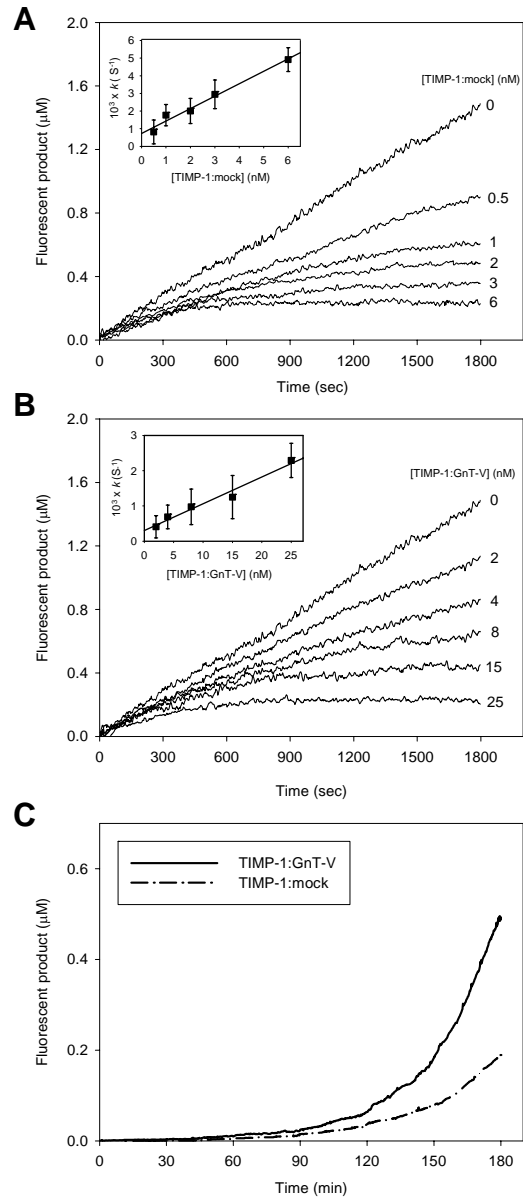 A
2.0
1.6
1.2
0.8
0.4
0.0
Fluorescent product (μM)
6
5
4
3
2
1
0
10³ x k ( S⁻¹)
0 1 2 3 4 5 6
[TIMP-1:mock] (nM)
[TIMP-1:mock] (nM)
0
0.5
1
2
3
6
0 300 600 900 1200 1500 1800
Time (sec)
B
2.0
1.6
1.2
0.8
0.4
0.0
Fluorescent product (μM)
3
2
1
0
10³ x k (S⁻¹)
0 5 10 15 20 25
[TIMP-1:GnT-V] (nM)
[TIMP-1:GnT-V] (nM)
0
2
4
8
15
25
0 300 600 900 1200 1500 1800
Time (sec)
C
0.6
0.4
0.2
0.0
Fluorescent product (μM)
TIMP-1:GnT-V
TIMP-1:mock
0 30 60 90 120 150 180
Time (min)